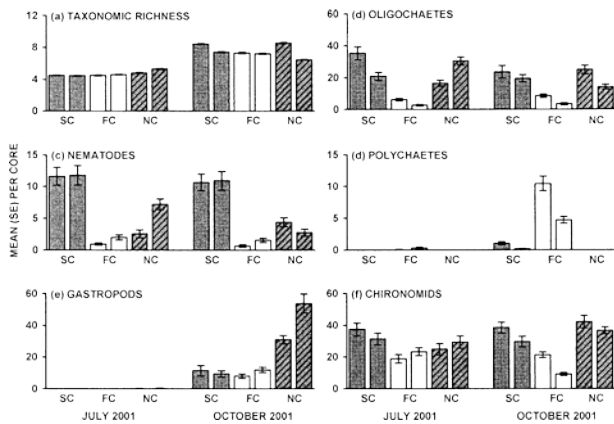 (a) TAXONOMIC RICHNESS
12
8
4
0
SC FC NC SC FC NC
(d) OLIGOCHAETES
60
40
20
0
SC FC NC SC FC NC
MEAN (SE) PER CORE
(c) NEMATODES
15
10
5
0
SC FC NC SC FC NC
(d) POLYCHAETES
15
10
5
0
SC FC NC SC FC NC
(e) GASTROPODS
60
40
20
0
SC FC NC SC FC NC
JULY 2001 OCTOBER 2001
(f) CHIRONOMIDS
60
40
20
0
SC FC NC SC FC NC
JULY 2001 OCTOBER 2001